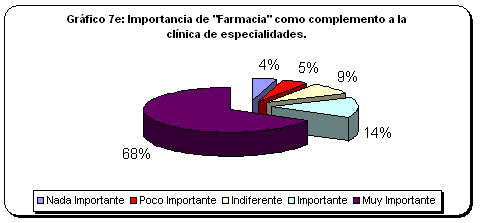 Gráfico 7e: Importancia de "Farmacia" como complemento a la
clínica de especialidades.
4%
5%
9%
14%
68%
Nada Importante Poco Importante Indiferente Importante Muy Importante